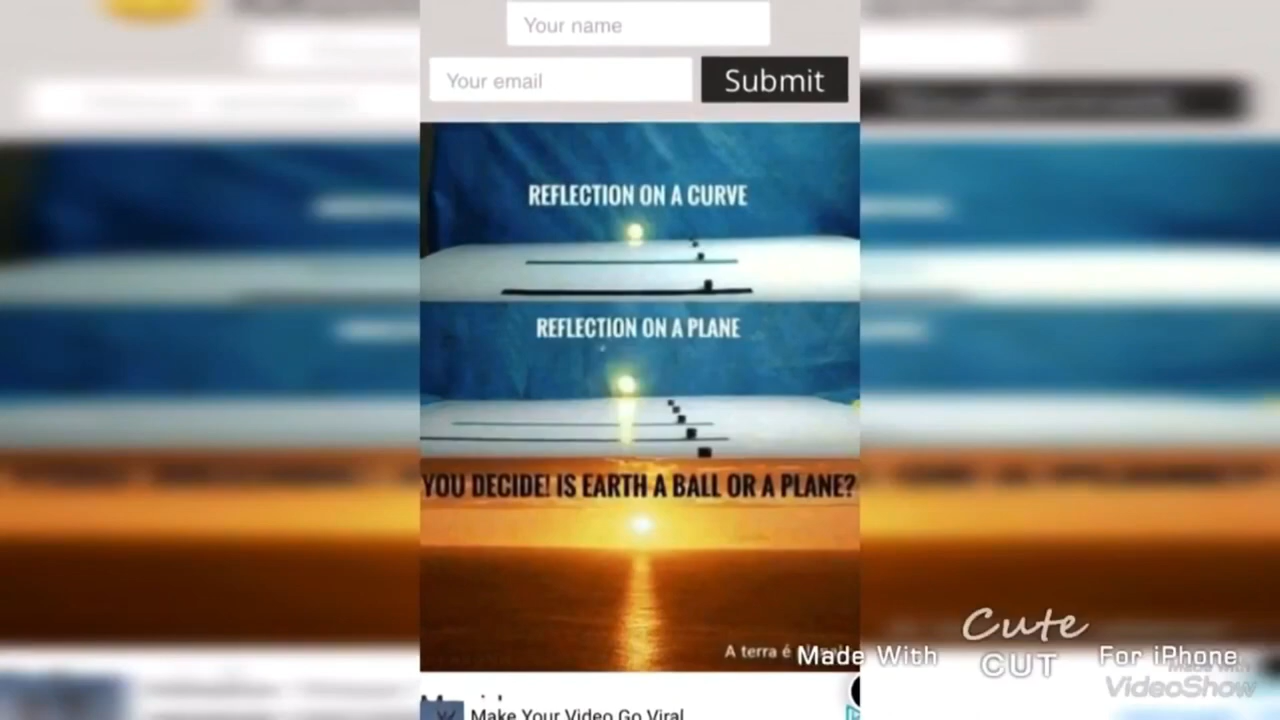 Your name
Your email
Submit
REFLECTION ON A CURVE
REFLECTION ON A PLANE
YOU DECIDE! IS EARTH A BALL OR A PLANE?
A terra é
Made With Cute CUT For iPhone
VideoShow
Make Your Video Go Viral